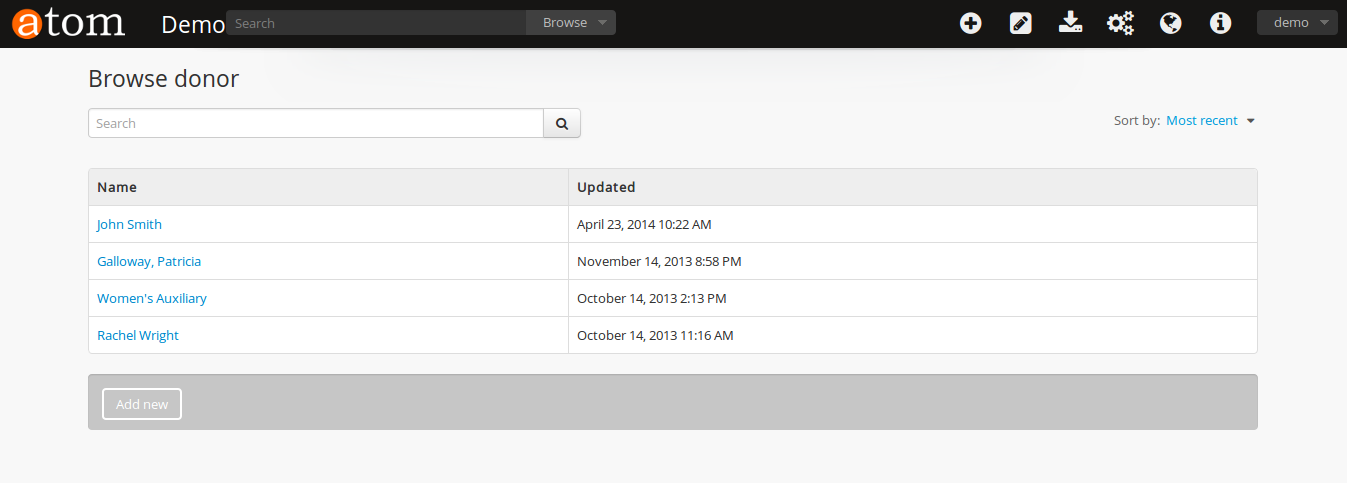 atom Demo Search Browse demo
Browse donor
Search Sort by: Most recent
Name Updated
John Smith April 23, 2014 10:22 AM
Galloway, Patricia November 14, 2013 8:58 PM
Women's Auxiliary October 14, 2013 2:13 PM
Rachel Wright October 14, 2013 11:16 AM
Add new